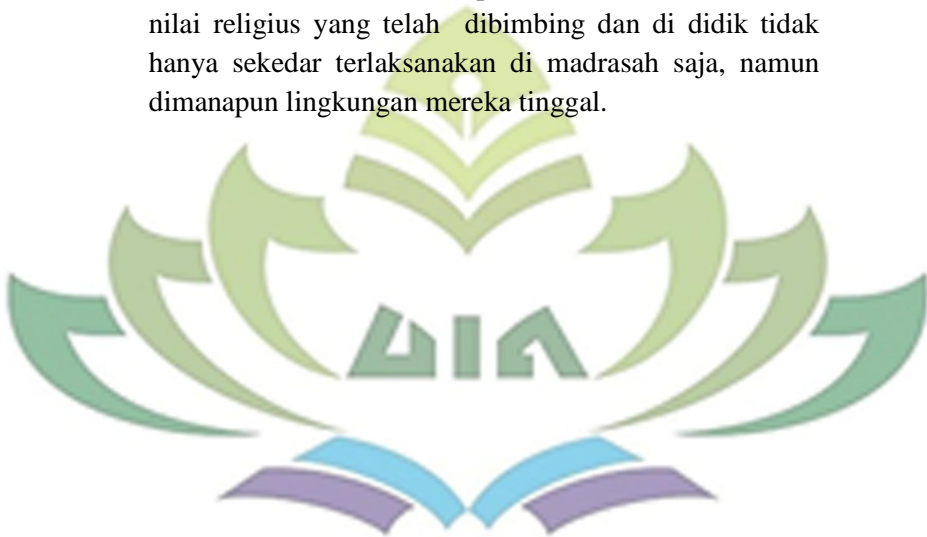 nilai religius yang telah dibimbing dan di didik tidak
hanya sekedar terlaksanakan di madrasah saja, namun
dimanapun lingkungan mereka tinggal.
UIN